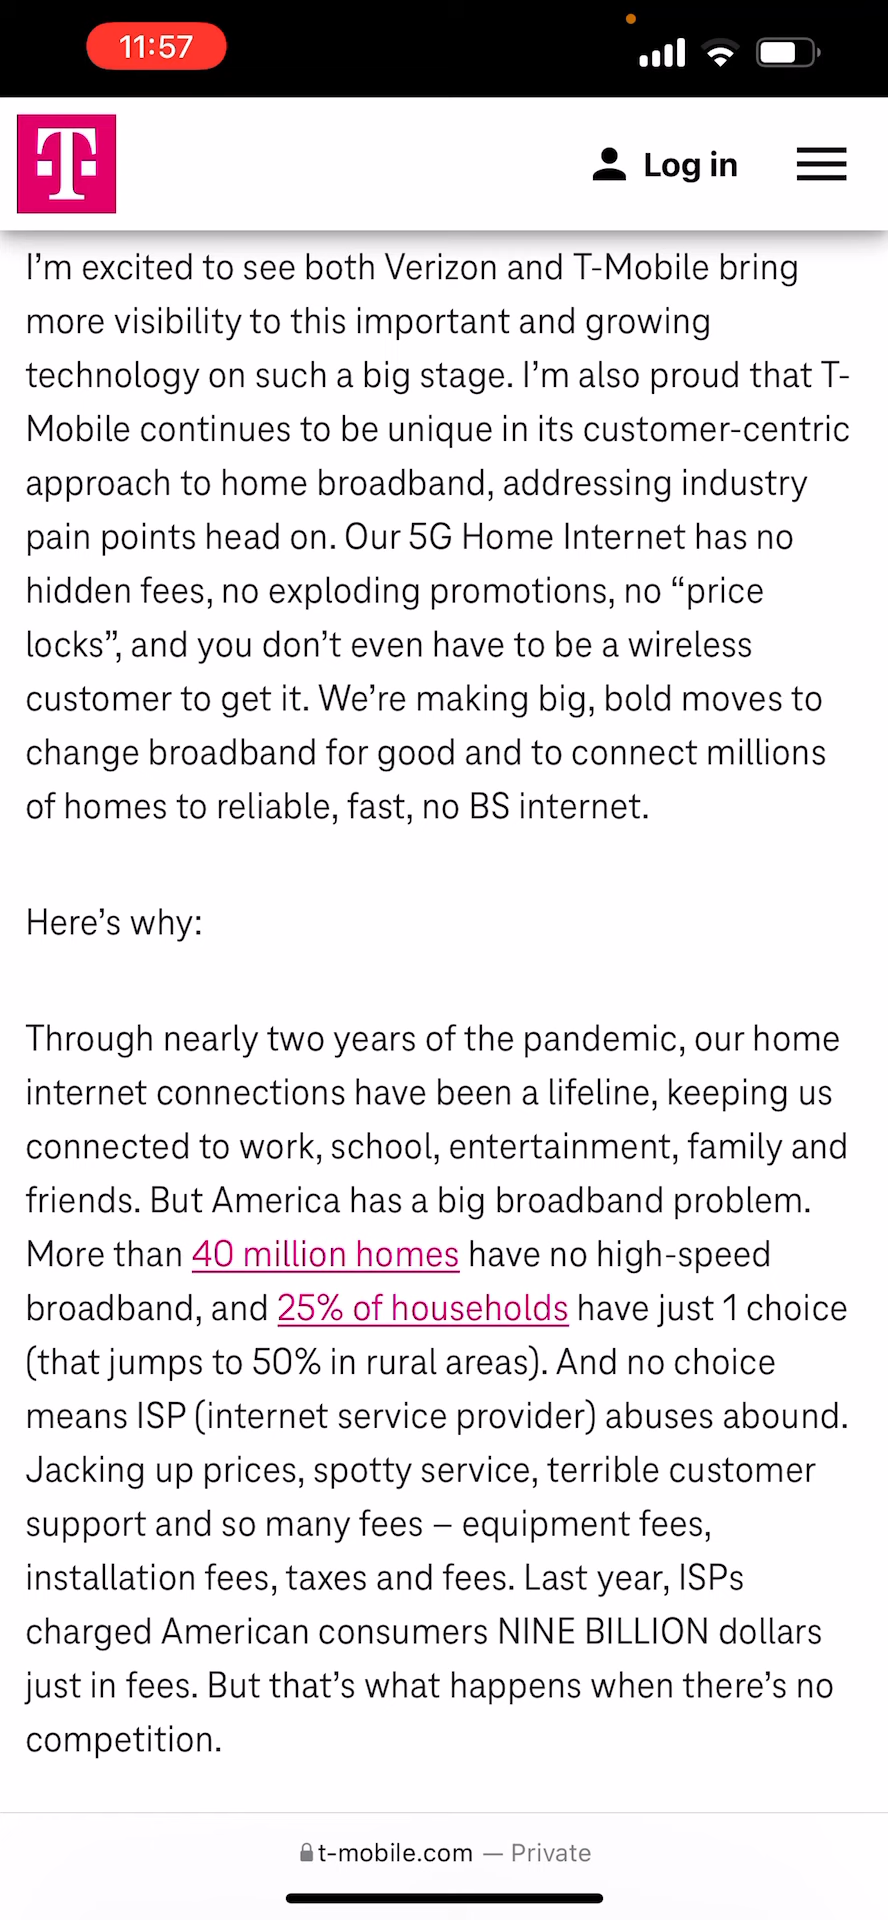 11:57
T
Log in
I’m excited to see both Verizon and T-Mobile bring
more visibility to this important and growing
technology on such a big stage. I’m also proud that T-
Mobile continues to be unique in its customer-centric
approach to home broadband, addressing industry
pain points head on. Our 5G Home Internet has no
hidden fees, no exploding promotions, no “price
locks”, and you don’t even have to be a wireless
customer to get it. We’re making big, bold moves to
change broadband for good and to connect millions
of homes to reliable, fast, no BS internet.
Here’s why:
Through nearly two years of the pandemic, our home
internet connections have been a lifeline, keeping us
connected to work, school, entertainment, family and
friends. But America has a big broadband problem.
More than 40 million homes have no high-speed
broadband, and 25% of households have just 1 choice
(that jumps to 50% in rural areas). And no choice
means ISP (internet service provider) abuses abound.
Jacking up prices, spotty service, terrible customer
support and so many fees – equipment fees,
installation fees, taxes and fees. Last year, ISPs
charged American consumers NINE BILLION dollars
just in fees. But that’s what happens when there’s no
competition.
t-mobile.com — Private